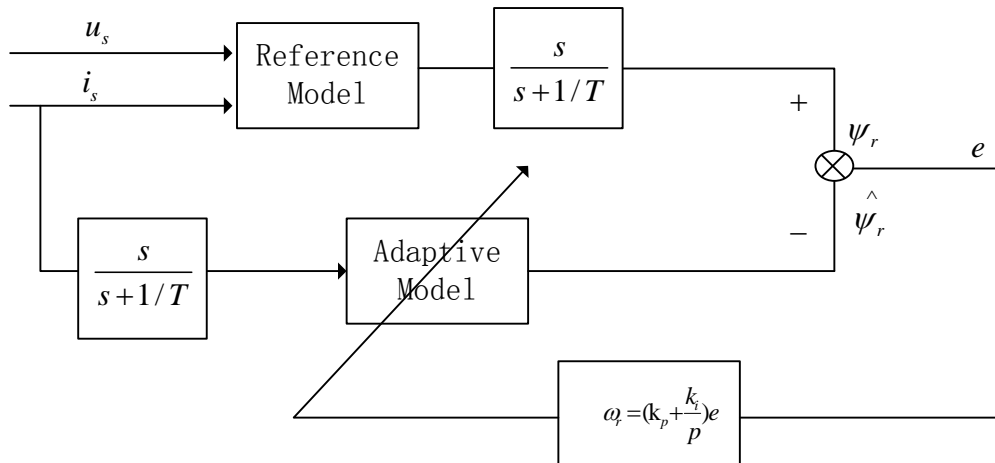 u_s
Reference
Model
s
s+1/T
i_s
+
ψ_r
e
ψ̂_r
−
s
s+1/T
Adaptive
Model
ω_r=(k_p+k_i/p)e